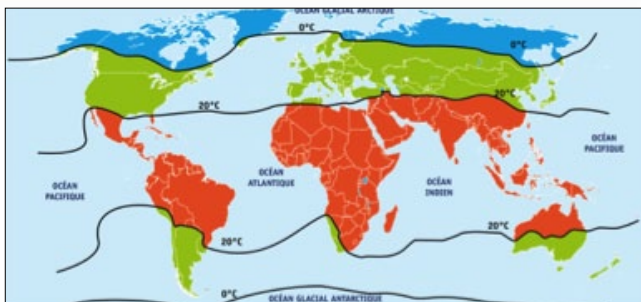 OCÉAN GLACIAL ARCTIQUE
0°C
0°C
20°C
20°C
OCÉAN
PACIFIQUE
OCÉAN
ATLANTIQUE
OCÉAN
PACIFIQUE
OCÉAN
INDIEN
20°C
20°C
0°C
OCÉAN GLACIAL ANTARCTIQUE